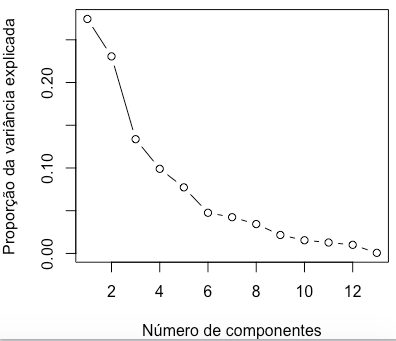 Proporção da variância explicada
0.20
0.10
0.00
2 4 6 8 10 12
Número de componentes